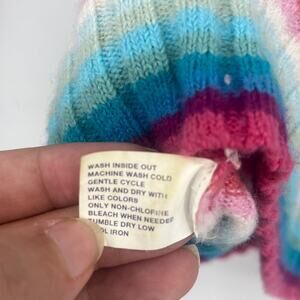 WASH INSIDE OUT
MACHINE WASH COLD
GENTLE CYCLE
WASH AND DRY WITH
LIKE COLORS
ONLY NON-CHLORINE
BLEACH WHEN NEEDED
TUMBLE DRY LOW
IRON